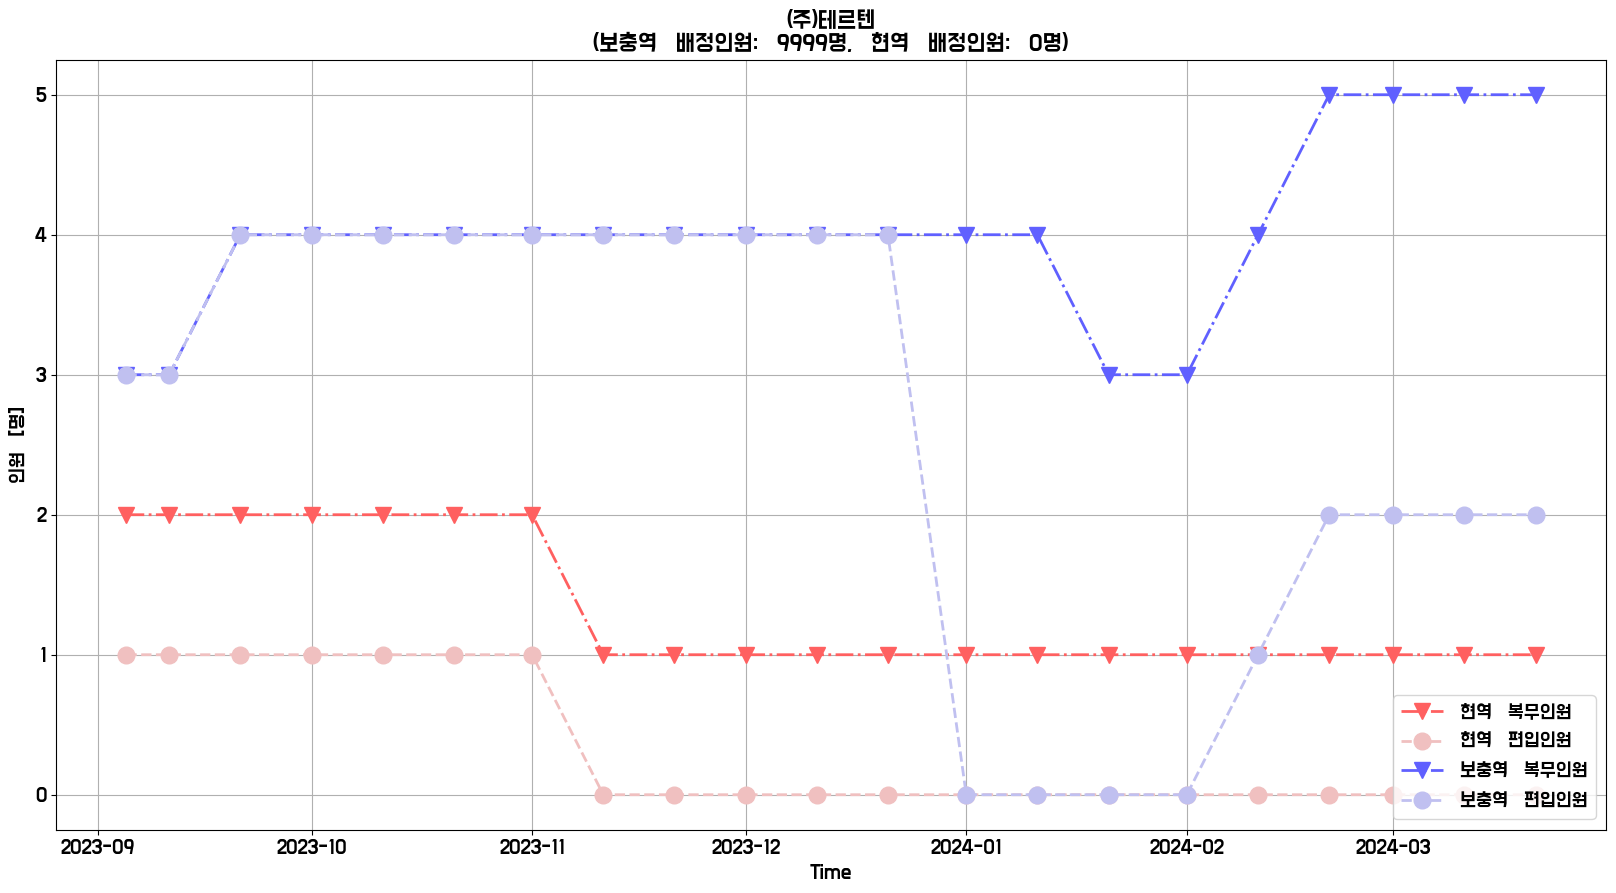 (주)테르텐
(보충역 배정인원: 9999명, 현역 배정인원: 0명)
5
4
3
2
1
0
인원 [명]
2023-09
2023-10
2023-11
2023-12
2024-01
2024-02
2024-03
Time
현역 복무인원
현역 편입인원
보충역 복무인원
보충역 편입인원